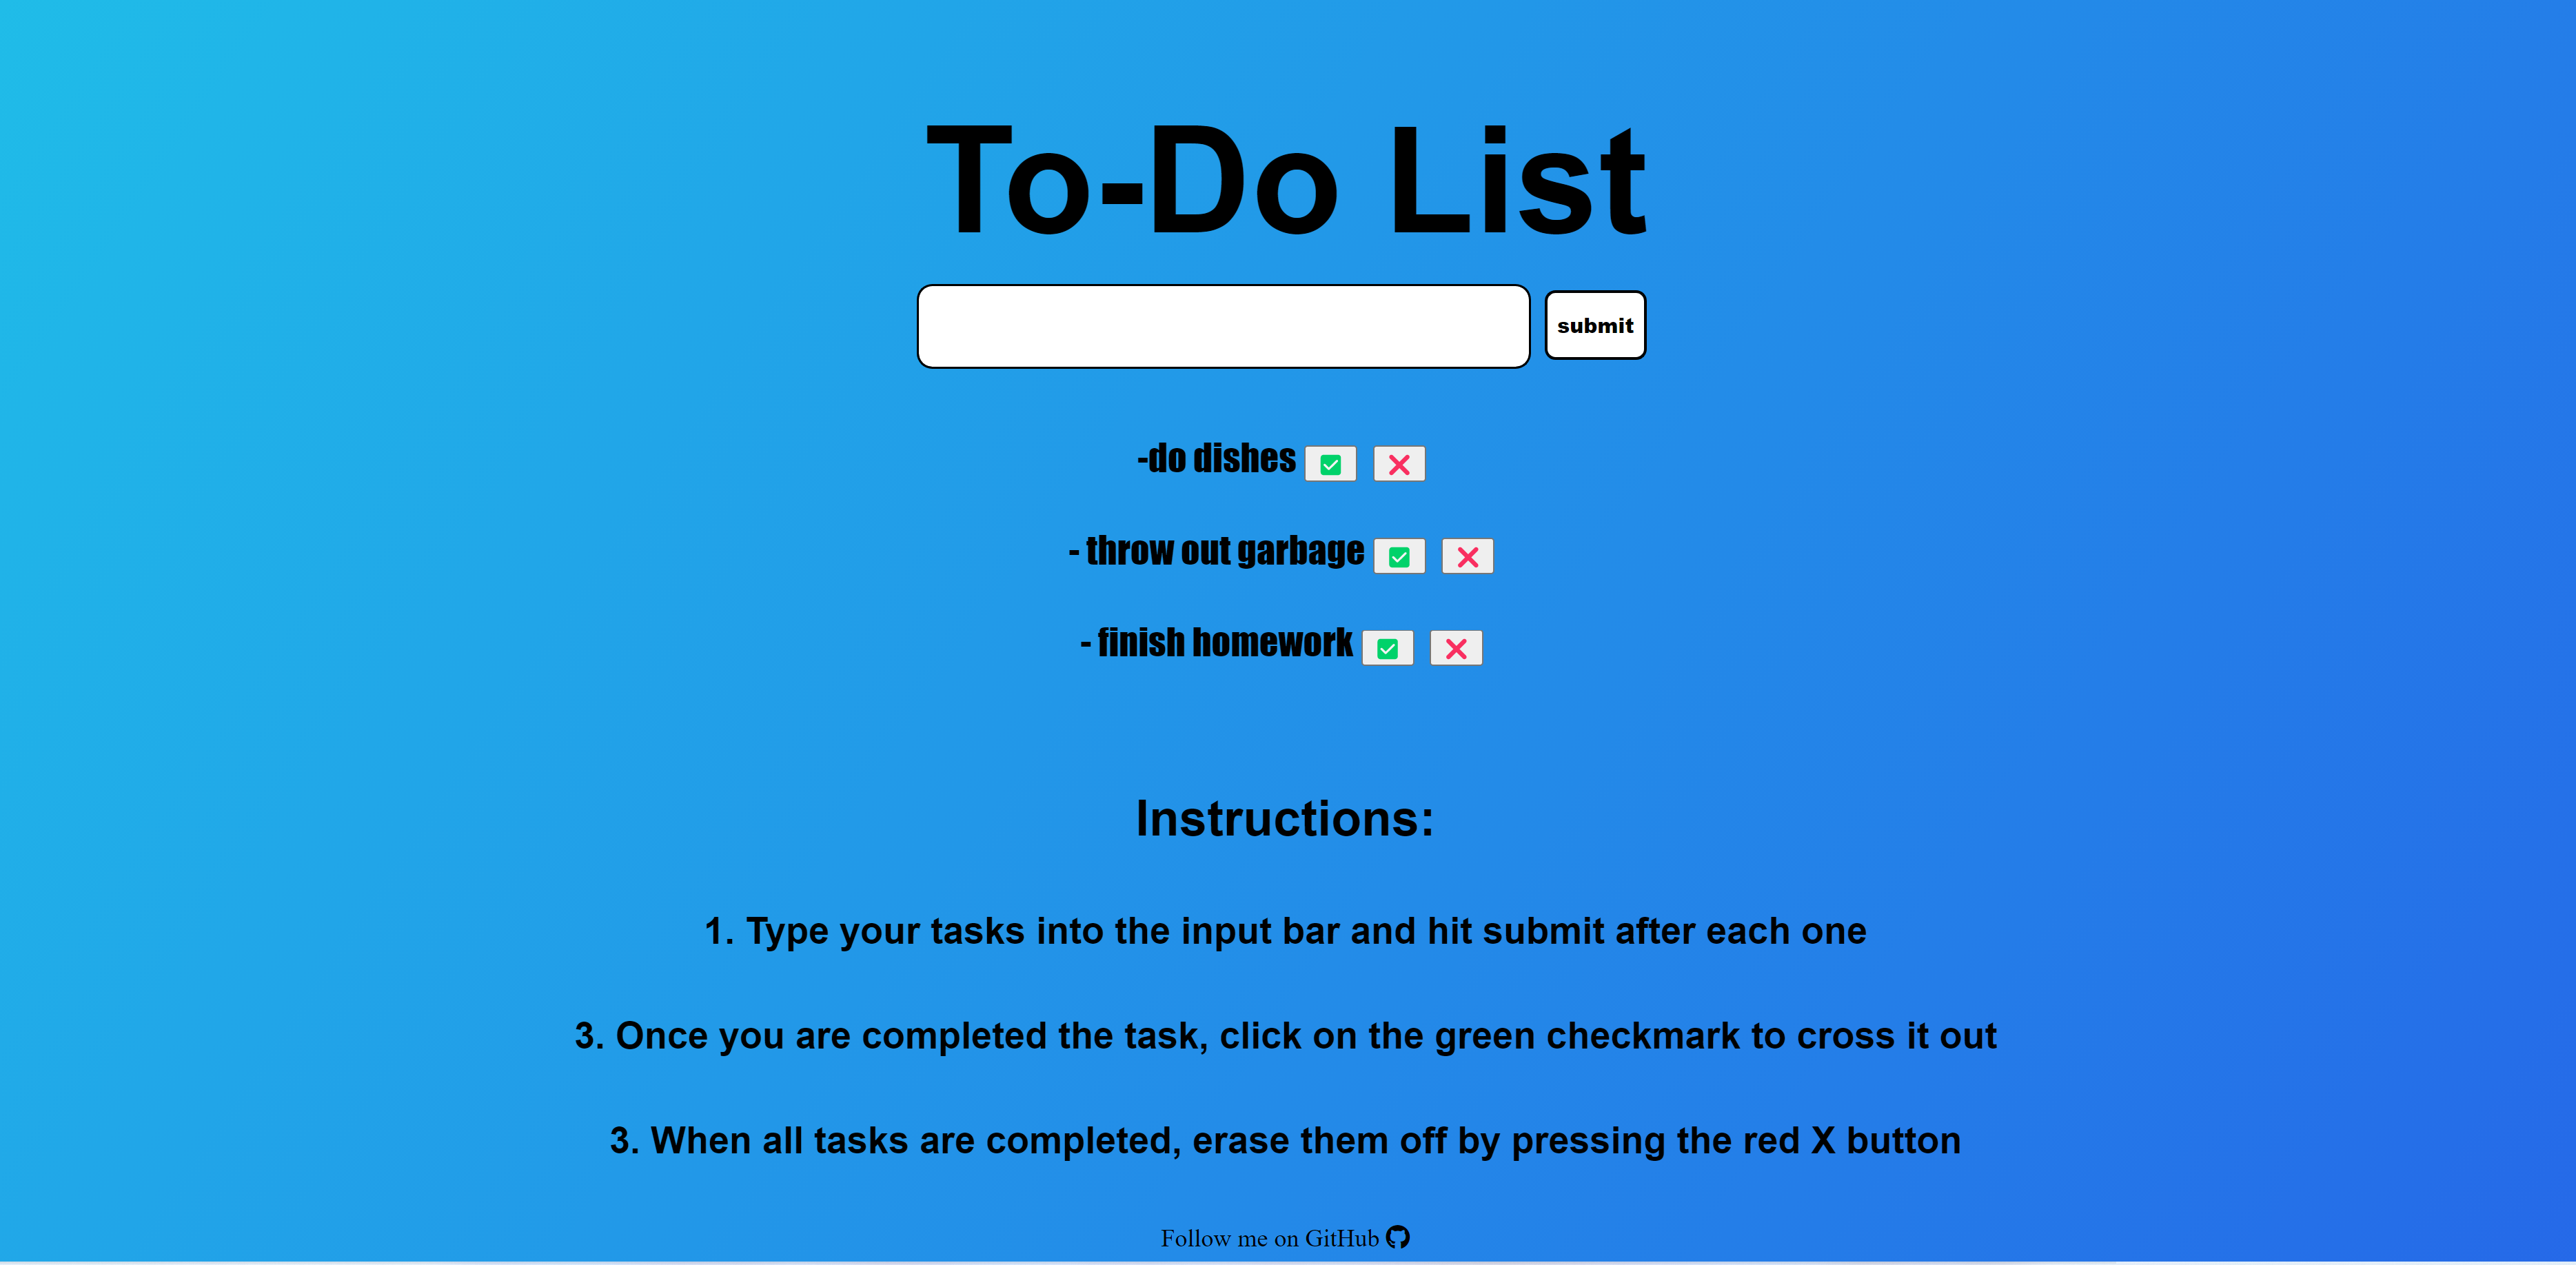 To-Do List
submit
-do dishes
- throw out garbage
- finish homework
Instructions:
1. Type your tasks into the input bar and hit submit after each one
3. Once you are completed the task, click on the green checkmark to cross it out
3. When all tasks are completed, erase them off by pressing the red X button
Follow me on GitHub